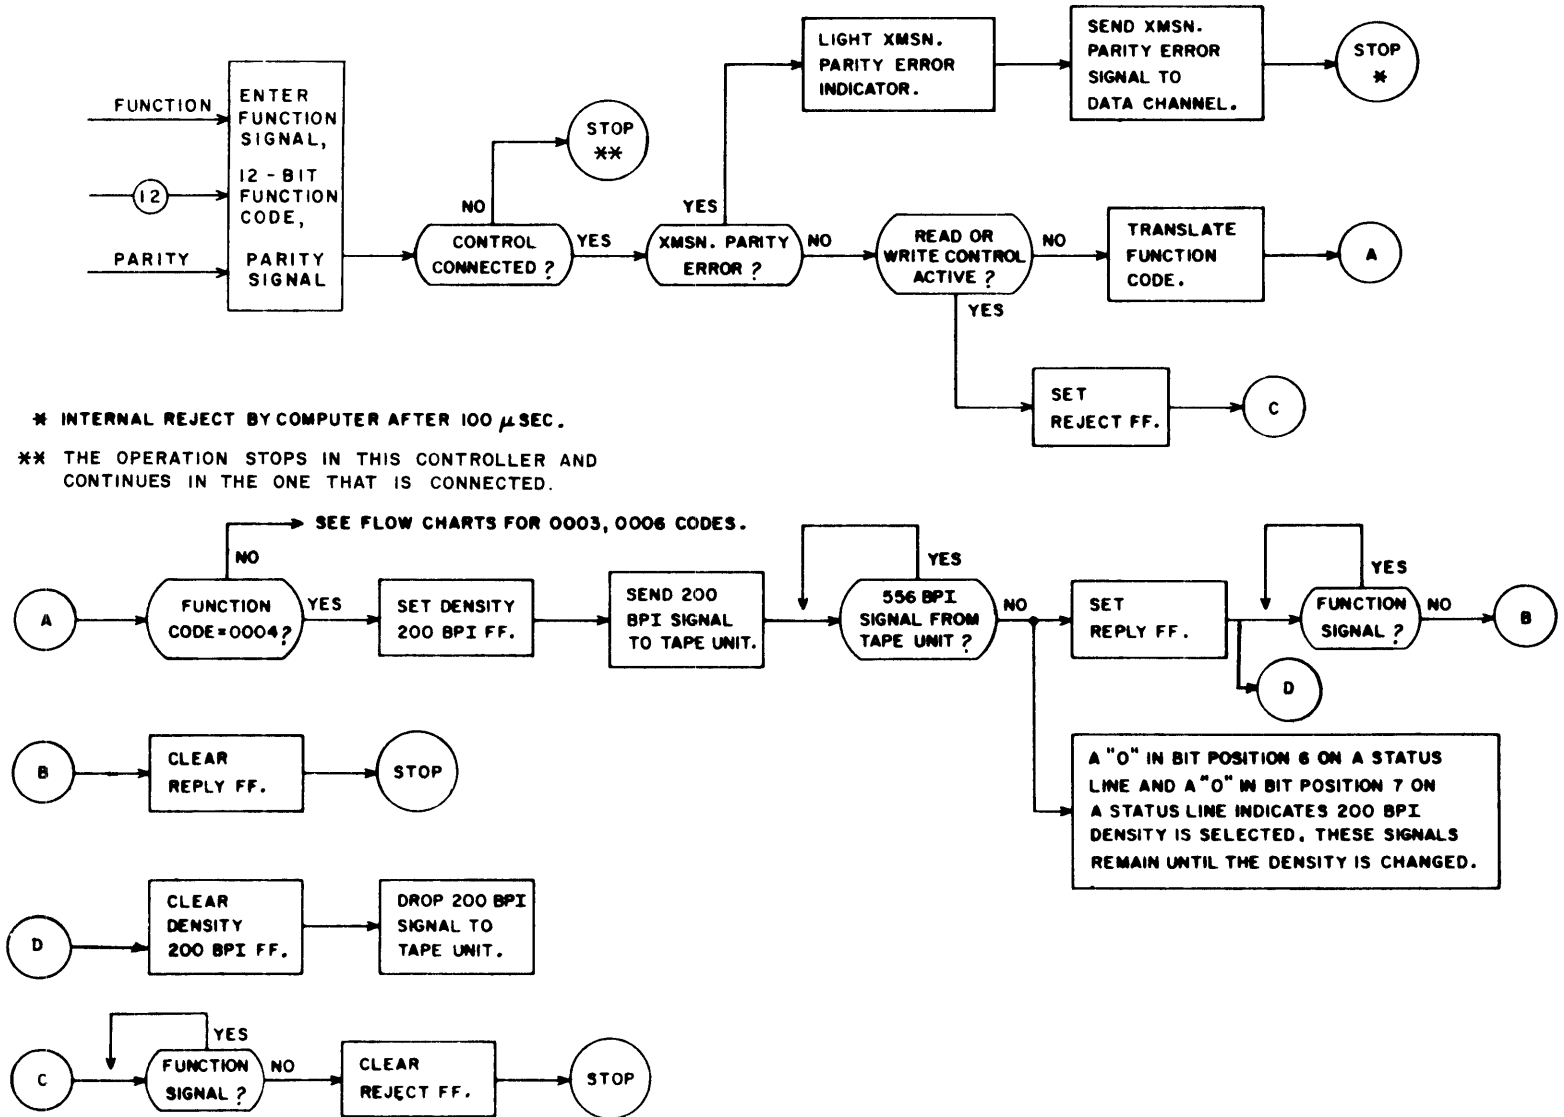 FUNCTION
12
PARITY
ENTER
FUNCTION
SIGNAL,
12-BIT
FUNCTION
CODE,
PARITY
SIGNAL
CONTROL
CONNECTED?
NO
STOP
**
YES
XMSN. PARITY
ERROR?
YES
LIGHT XMSN.
PARITY ERROR
INDICATOR.
SEND XMSN.
PARITY ERROR
SIGNAL TO
DATA CHANNEL.
STOP
*
NO
READ OR
WRITE CONTROL
ACTIVE?
NO
TRANSLATE
FUNCTION
CODE.
A
YES
SET
REJECT FF.
C
* INTERNAL REJECT BY COMPUTER AFTER 100 µSEC.
** THE OPERATION STOPS IN THIS CONTROLLER AND
CONTINUES IN THE ONE THAT IS CONNECTED.
A
FUNCTION
CODE=0004?
NO
SEE FLOW CHARTS FOR 0003, 0006 CODES.
YES
SET DENSITY
200 BPI FF.
SEND 200
BPI SIGNAL
TO TAPE UNIT.
556 BPI
SIGNAL FROM
TAPE UNIT?
YES
NO
SET
REPLY FF.
FUNCTION
SIGNAL?
YES
NO
B
D
A "0" IN BIT POSITION 6 ON A STATUS
LINE AND A "0" IN BIT POSITION 7 ON
A STATUS LINE INDICATES 200 BPI
DENSITY IS SELECTED. THESE SIGNALS
REMAIN UNTIL THE DENSITY IS CHANGED.
B
CLEAR
REPLY FF.
STOP
D
CLEAR
DENSITY
200 BPI FF.
DROP 200 BPI
SIGNAL TO
TAPE UNIT.
C
FUNCTION
SIGNAL?
YES
NO
CLEAR
REJECT FF.
STOP